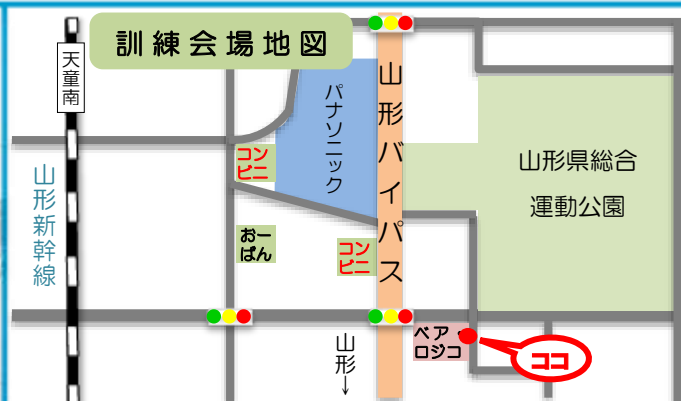 訓練会場地図
天童南
山形新幹線
パナソニック
コン
ビニ
おー
ぱん
コン
ビニ
山形バイパス
山形県総合
運動公園
山形↓
ベア・
ロジコ
ココ